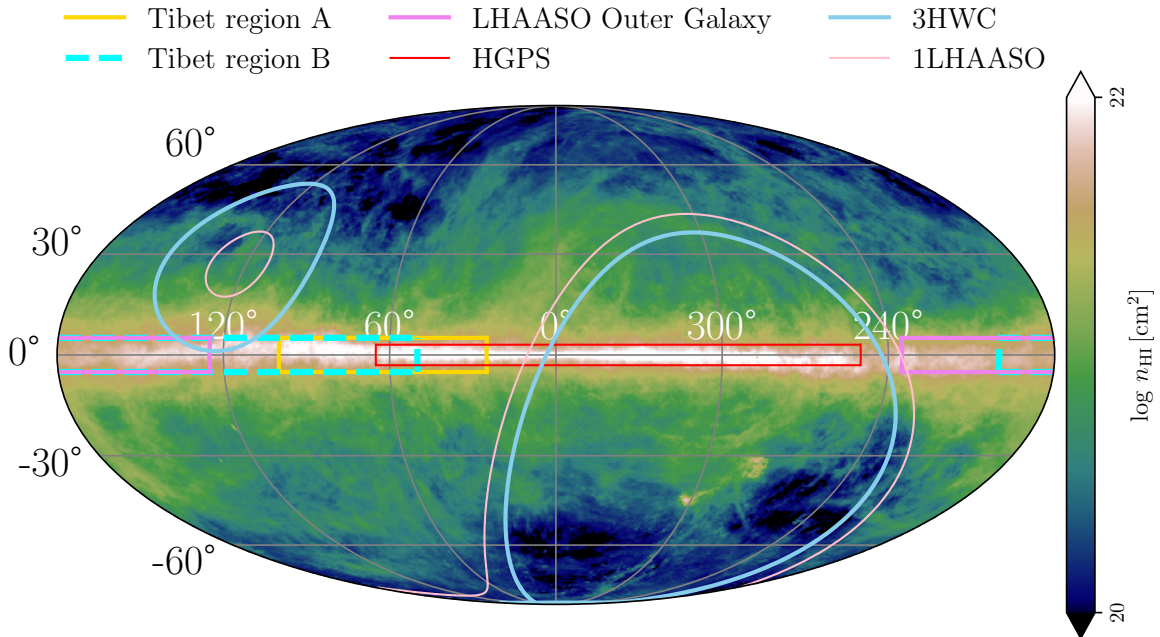 Tibet region A LHAASO Outer Galaxy 3HWC
Tibet region B HGPS 1LHAASO
22
60°
30°
120° 60° 0° 300° 240°
0°
-30°
-60°
log n_HI [cm²]
20